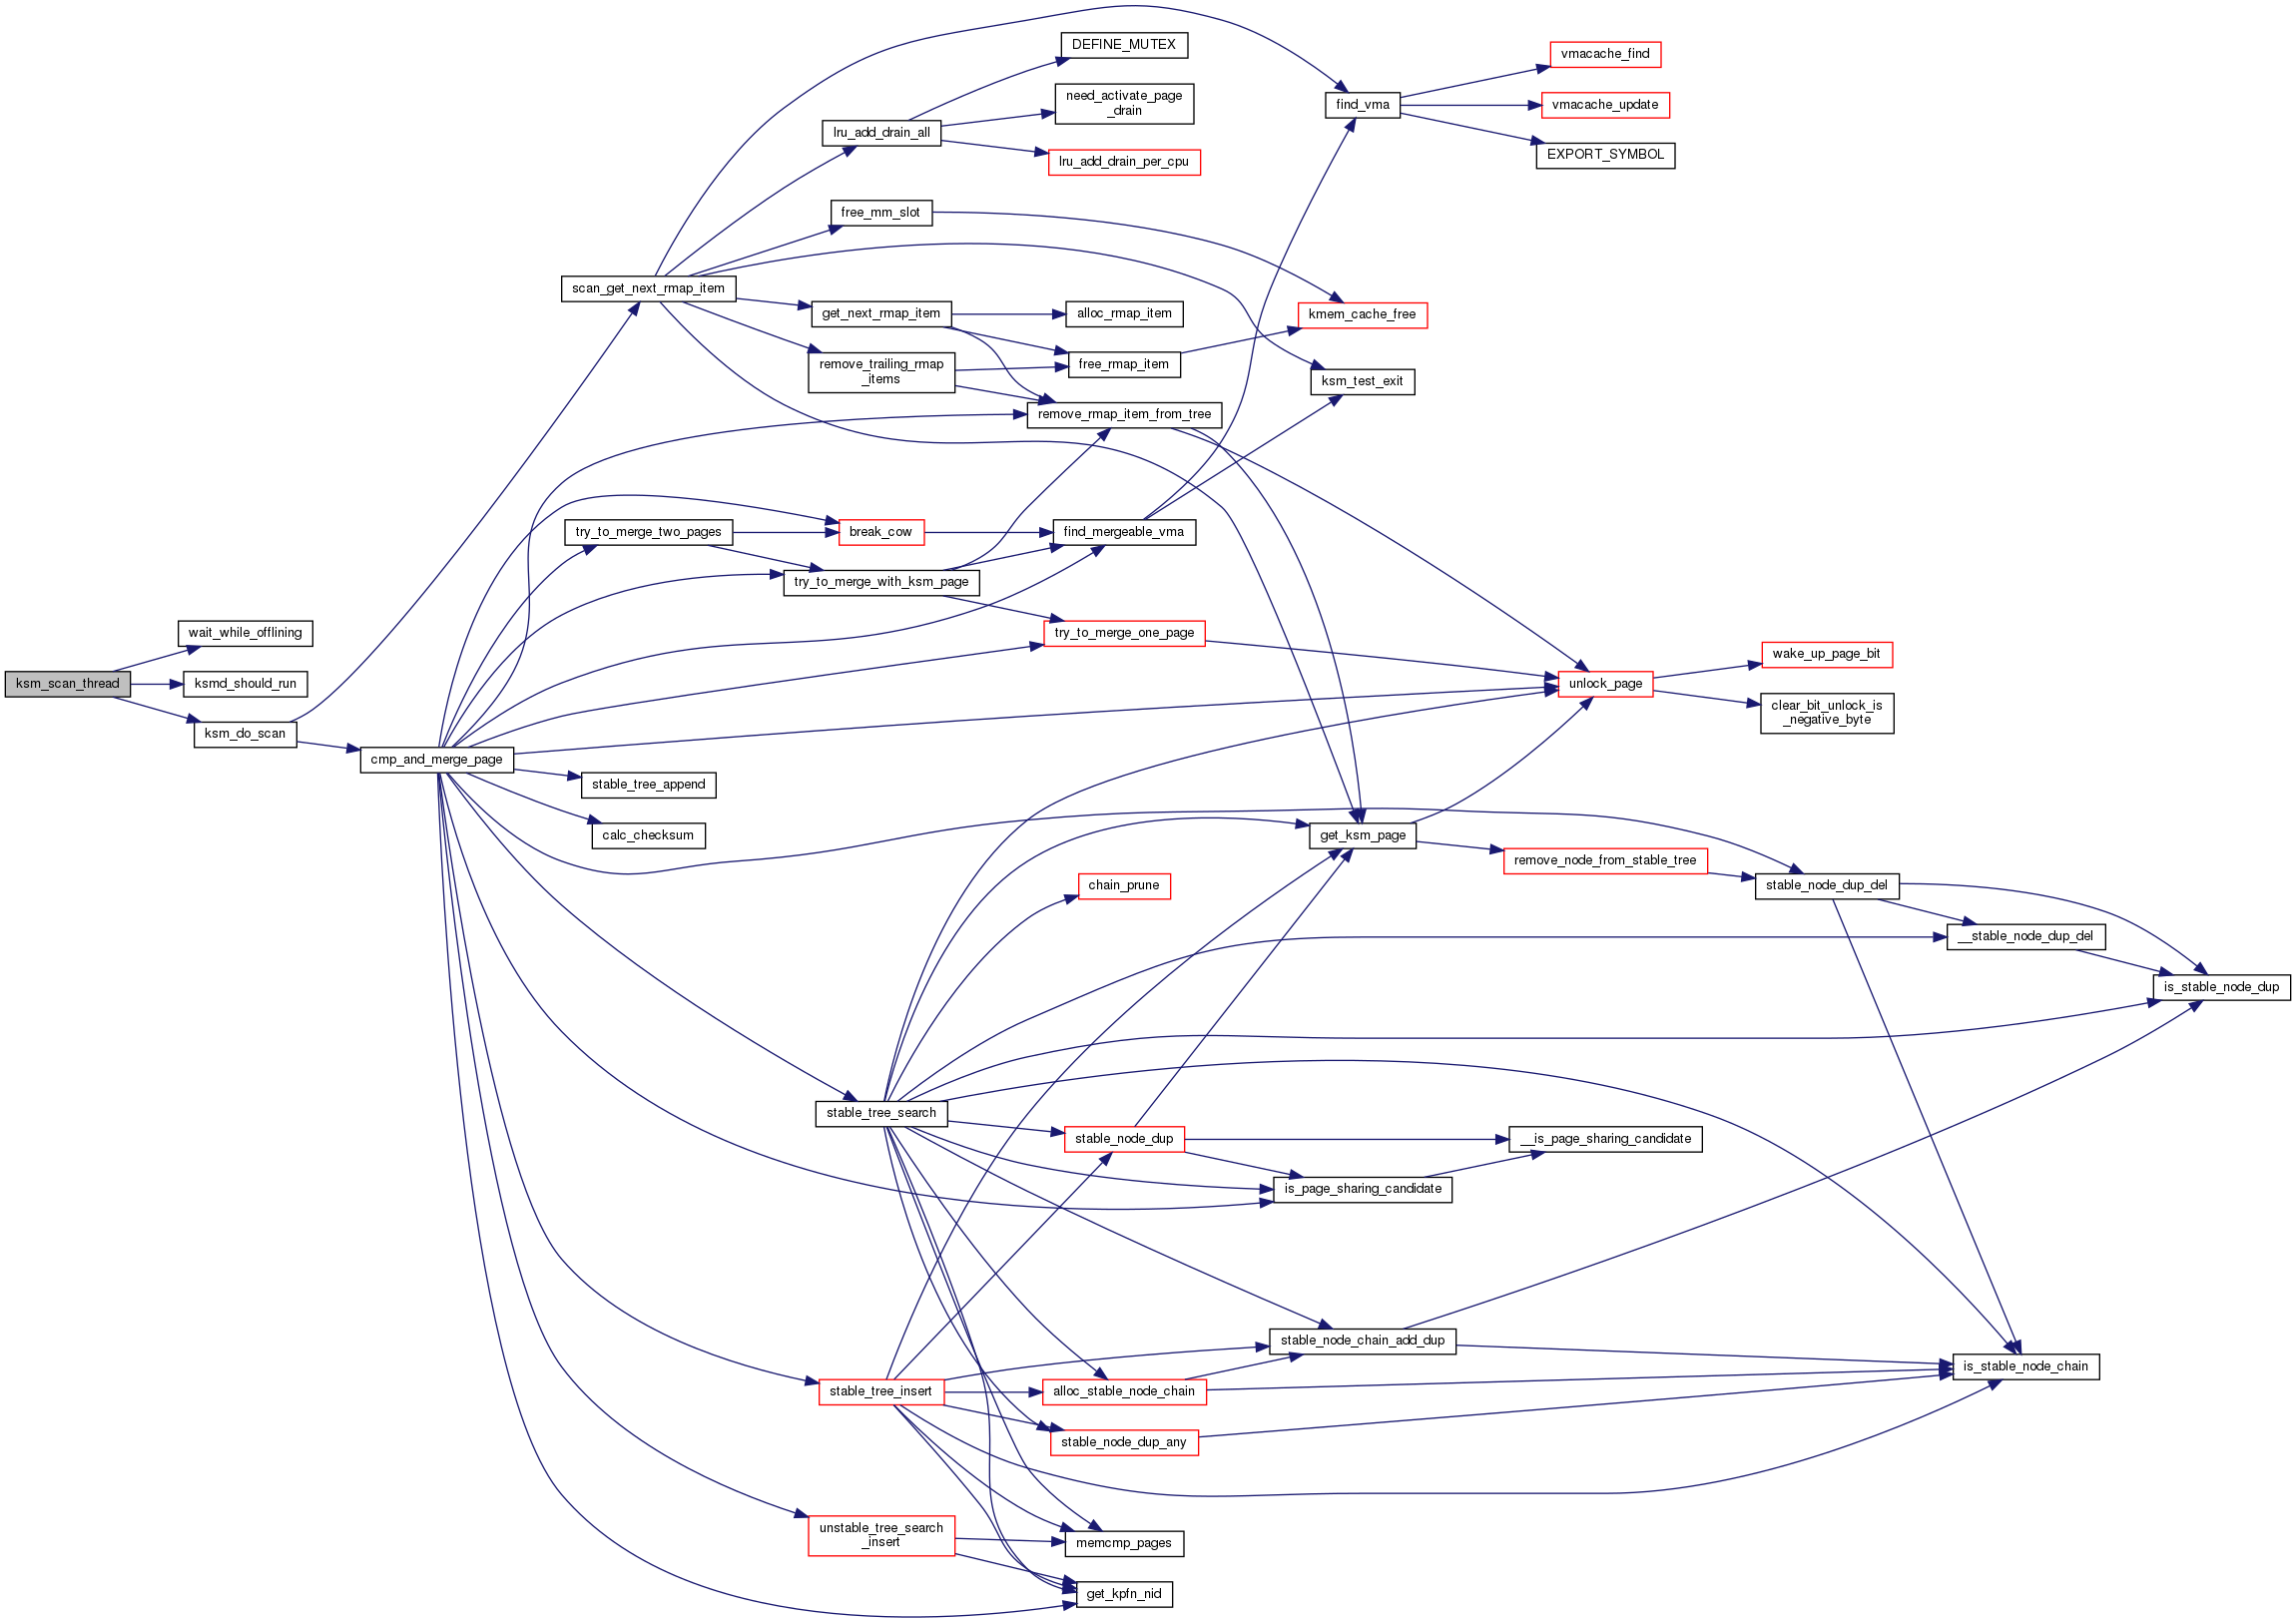 DEFINE_MUTEX
vmacache_find
need_activate_page
_drain
find_vma
vmacache_update
lru_add_drain_all
EXPORT_SYMBOL
lru_add_drain_per_cpu
free_mm_slot
scan_get_next_rmap_item
get_next_rmap_item
alloc_rmap_item
kmem_cache_free
remove_trailing_rmap
_items
free_rmap_item
ksm_test_exit
remove_rmap_item_from_tree
try_to_merge_two_pages
break_cow
find_mergeable_vma
try_to_merge_with_ksm_page
wait_while_offlining
try_to_merge_one_page
wake_up_page_bit
ksm_scan_thread
ksmd_should_run
unlock_page
clear_bit_unlock_is
_negative_byte
ksm_do_scan
cmp_and_merge_page
stable_tree_append
calc_checksum
get_ksm_page
remove_node_from_stable_tree
chain_prune
stable_node_dup_del
__stable_node_dup_del
is_stable_node_dup
stable_tree_search
stable_node_dup
__is_page_sharing_candidate
is_page_sharing_candidate
stable_node_chain_add_dup
is_stable_node_chain
stable_tree_insert
alloc_stable_node_chain
stable_node_dup_any
unstable_tree_search
_insert
memcmp_pages
get_kpfn_nid